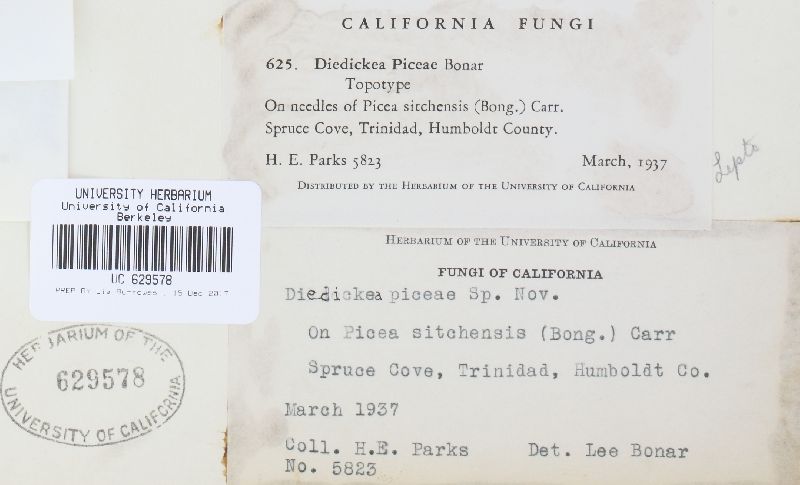 CALIFORNIA FUNGI
625. Diedickea Piceae Bonar
Topotype
On needles of Picea sitchensis (Bong.) Carr.
Spruce Cove, Trinidad, Humboldt County.
H. E. Parks 5823 March, 1937
DISTRIBUTED BY THE HERBARIUM OF THE UNIVERSITY OF CALIFORNIA
Lepto
UNIVERSITY HERBARIUM
University of California
Berkeley
UC 629578
15 Dec
HERBARIUM OF THE UNIVERSITY OF CALIFORNIA
FUNGI OF CALIFORNIA
Diedickea piceae Sp. Nov.
On Picea sitchensis (Bong.) Carr
Spruce Cove, Trinidad, Humboldt Co.
March 1937
Coll. H.E. Parks Det. Lee Bonar
No. 5823
HERBARIUM OF THE
629578
UNIVERSITY OF CALIFORNIA